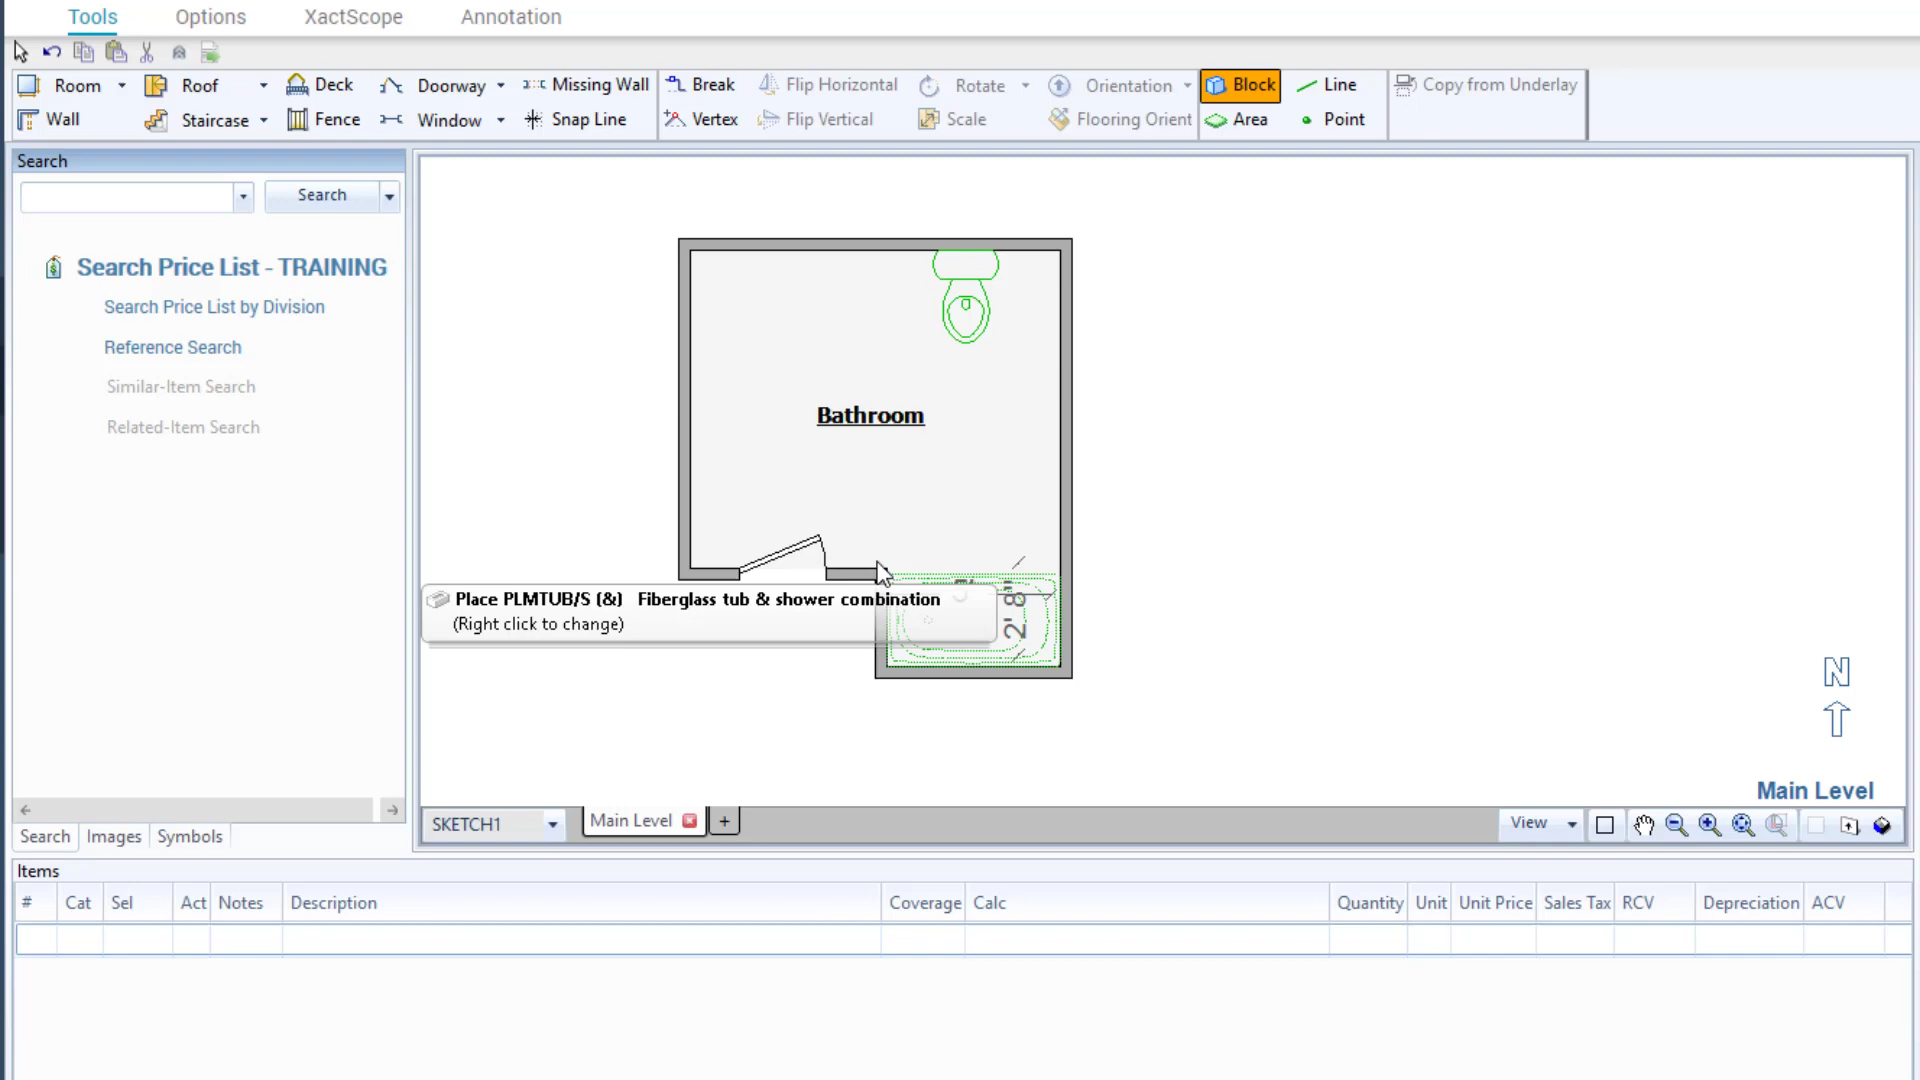 Tools Options XactScope Annotation
Room Roof Deck Doorway Missing Wall Break Flip Horizontal Rotate Orientation Block Line Copy from Underlay
Wall Staircase Fence Window Snap Line Vertex Flip Vertical Scale Flooring Orient Area Point
Search
Search
Search Price List - TRAINING
Search Price List by Division
Reference Search
Similar-Item Search
Related-Item Search
Bathroom
Place PLMTUB/S (&) Fiberglass tub & shower combination
(Right click to change)
2' 8"
N
Main Level
SKETCH1 Main Level + View
Search Images Symbols
Items
# Cat Sel Act Notes Description Coverage Calc Quantity Unit Unit Price Sales Tax RCV Depreciation ACV